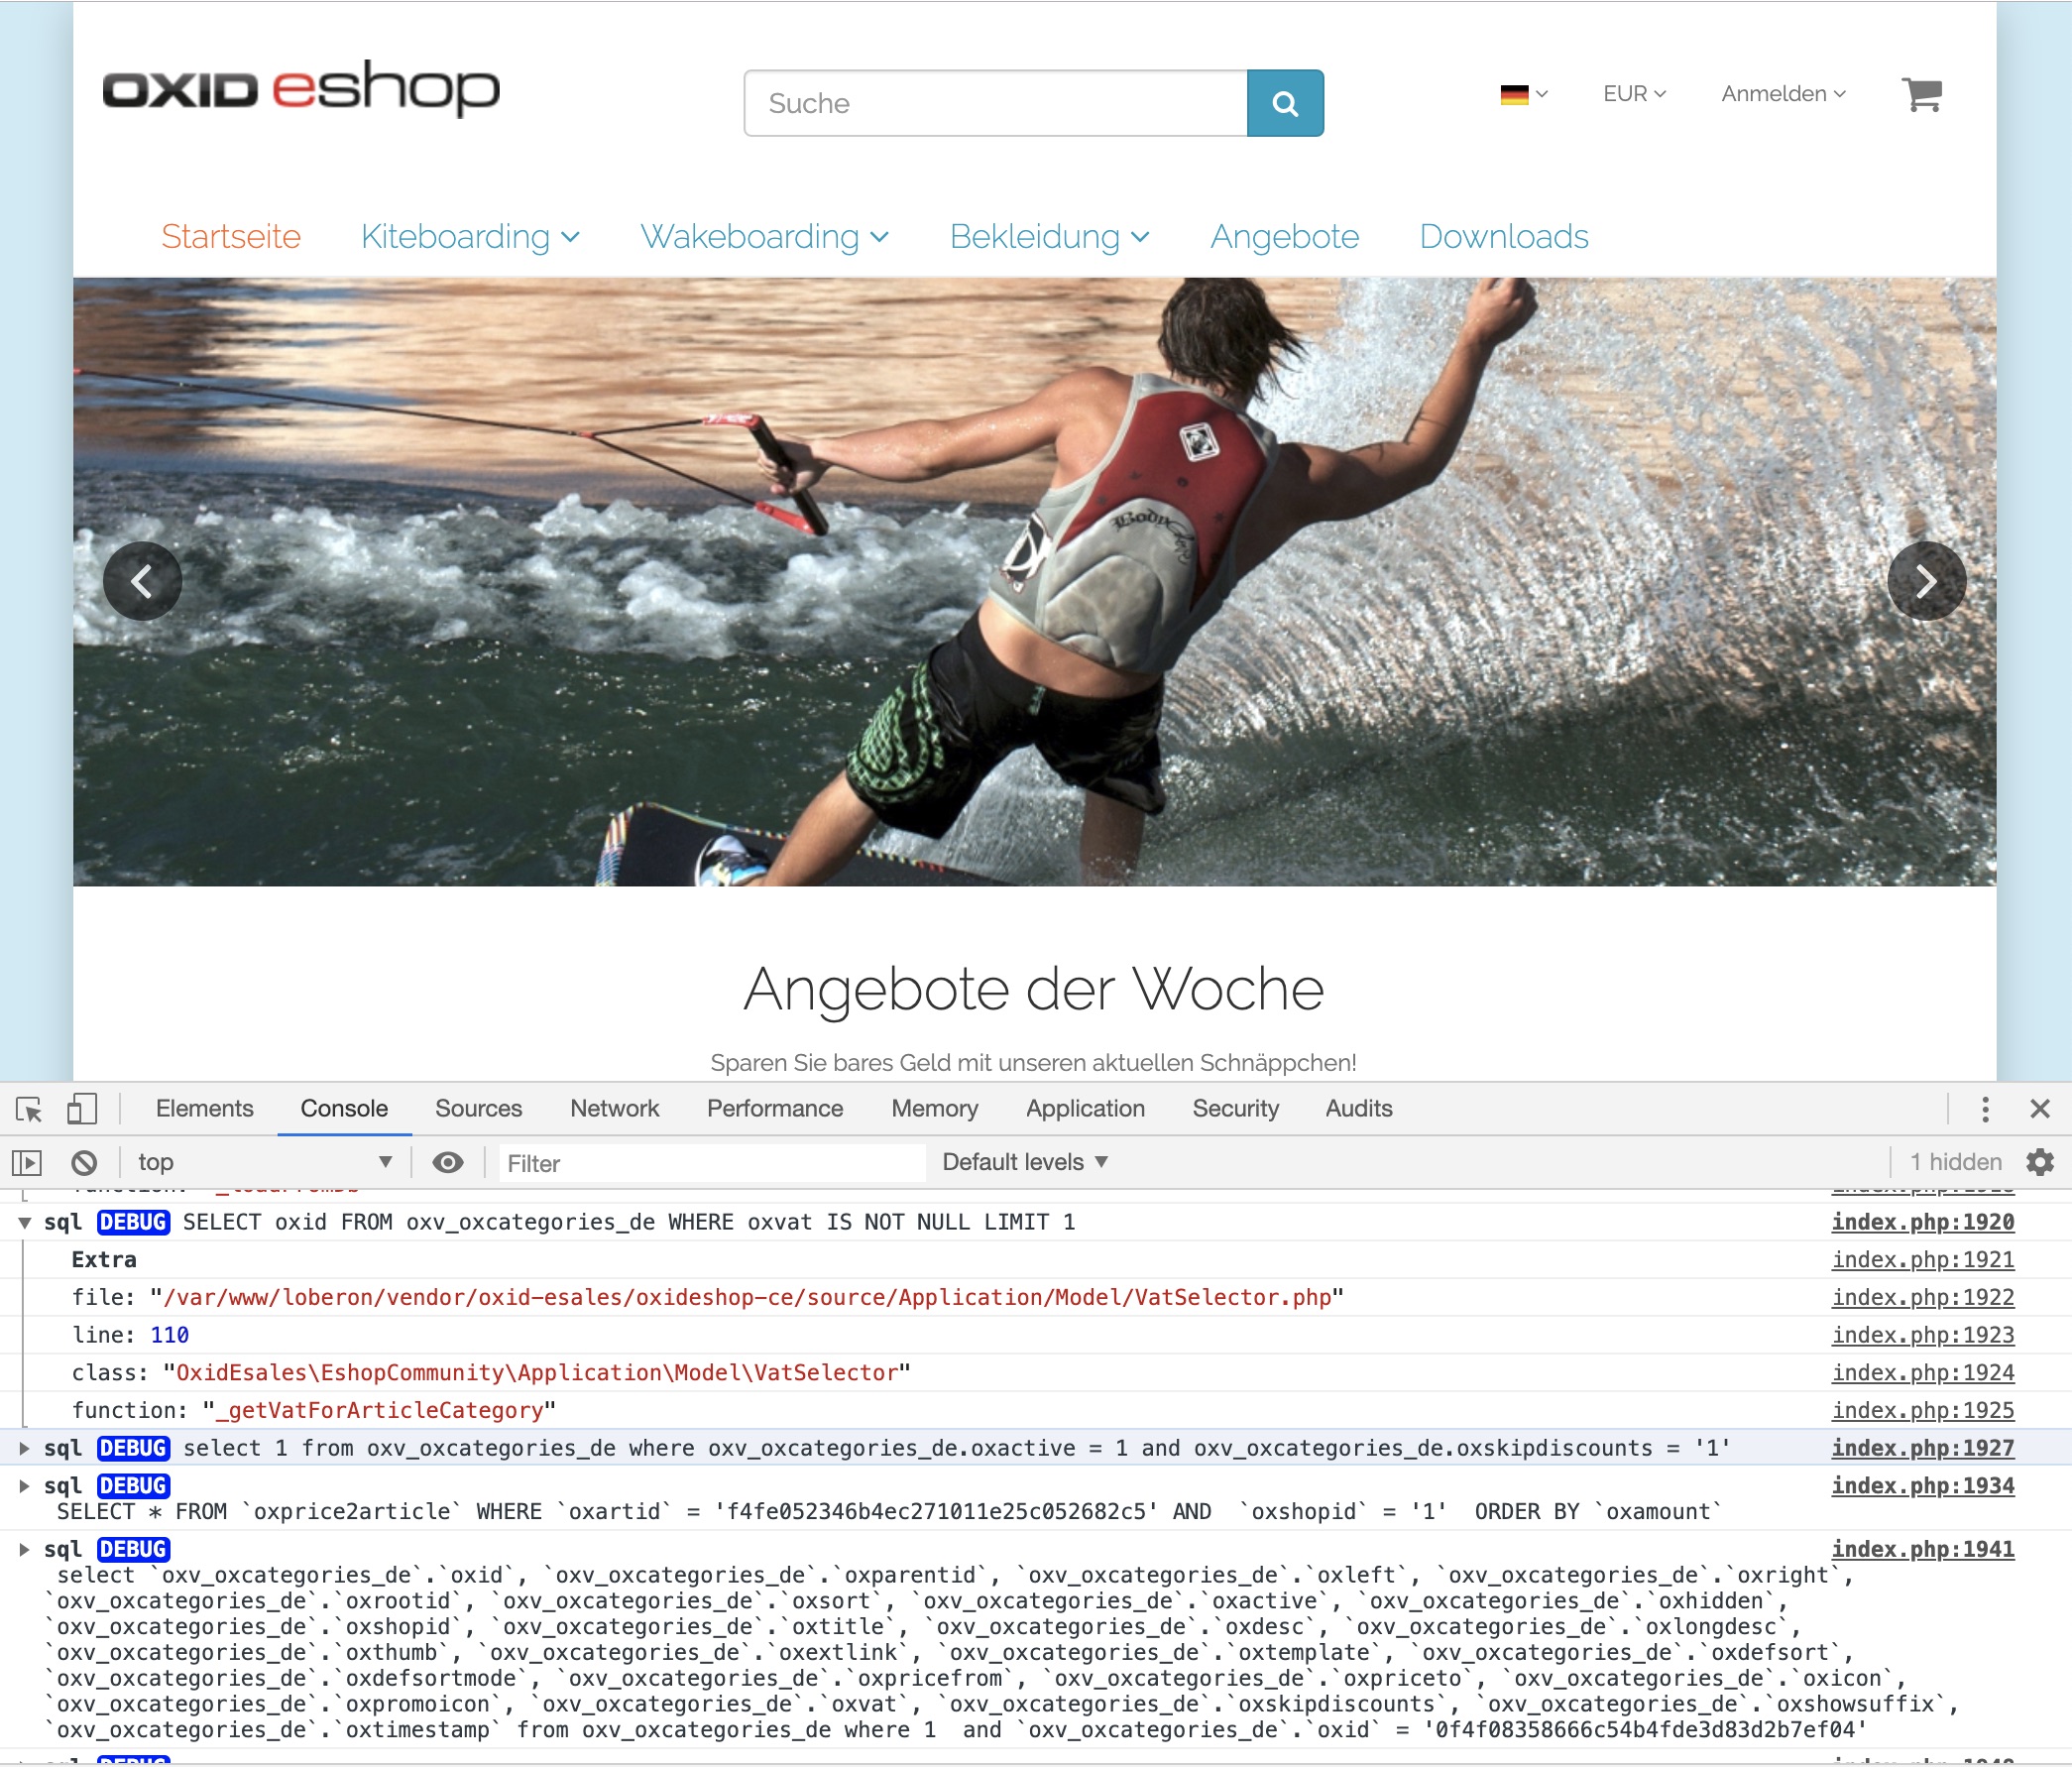 OXID eshop
Suche
EUR
Anmelden
Startseite
Kiteboarding
Wakeboarding
Bekleidung
Angebote
Downloads
Angebote der Woche
Sparen Sie bares Geld mit unseren aktuellen Schnäppchen!
Elements Console Sources Network Performance Memory Application Security Audits
top Filter Default levels 1 hidden
sql DEBUG SELECT oxid FROM oxv_oxcategories_de WHERE oxvat IS NOT NULL LIMIT 1 index.php:1920
Extra index.php:1921
file: "/var/www/loberon/vendor/oxid-esales/oxideshop-ce/source/Application/Model/VatSelector.php" index.php:1922
line: 110 index.php:1923
class: "OxidEsales\EshopCommunity\Application\Model\VatSelector" index.php:1924
function: "_getVatForArticleCategory" index.php:1925
sql DEBUG select 1 from oxv_oxcategories_de where oxv_oxcategories_de.oxactive = 1 and oxv_oxcategories_de.oxskipdiscounts = '1' index.php:1927
sql DEBUG index.php:1934
SELECT * FROM `oxprice2article` WHERE `oxartid` = 'f4fe052346b4ec271011e25c052682c5' AND  `oxshopid` = '1'  ORDER BY `oxamount`
sql DEBUG index.php:1941
select `oxv_oxcategories_de`.`oxid`, `oxv_oxcategories_de`.`oxparentid`, `oxv_oxcategories_de`.`oxleft`, `oxv_oxcategories_de`.`oxright`,
`oxv_oxcategories_de`.`oxrootid`, `oxv_oxcategories_de`.`oxsort`, `oxv_oxcategories_de`.`oxactive`, `oxv_oxcategories_de`.`oxhidden`,
`oxv_oxcategories_de`.`oxshopid`, `oxv_oxcategories_de`.`oxtitle`, `oxv_oxcategories_de`.`oxdesc`, `oxv_oxcategories_de`.`oxlongdesc`,
`oxv_oxcategories_de`.`oxthumb`, `oxv_oxcategories_de`.`oxextlink`, `oxv_oxcategories_de`.`oxtemplate`, `oxv_oxcategories_de`.`oxdefsort`,
`oxv_oxcategories_de`.`oxdefsortmode`, `oxv_oxcategories_de`.`oxpricefrom`, `oxv_oxcategories_de`.`oxpriceto`, `oxv_oxcategories_de`.`oxicon`,
`oxv_oxcategories_de`.`oxpromoicon`, `oxv_oxcategories_de`.`oxvat`, `oxv_oxcategories_de`.`oxskipdiscounts`, `oxv_oxcategories_de`.`oxshowsuffix`,
`oxv_oxcategories_de`.`oxtimestamp` from oxv_oxcategories_de where 1  and `oxv_oxcategories_de`.`oxid` = '0f4f08358666c54b4fde3d83d2b7ef04'